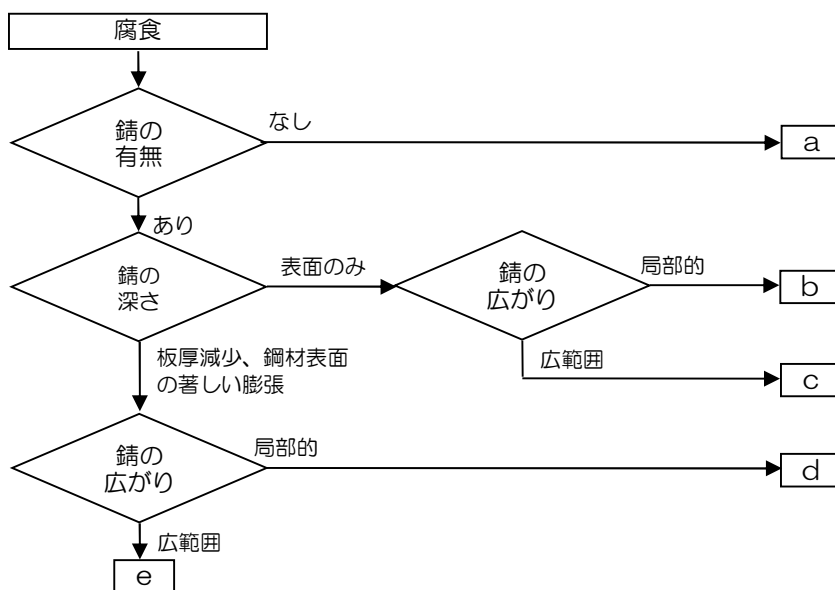 腐食
錆の
有無
なし
a
あり
錆の
深さ
表面のみ
錆の
広がり
局部的
b
広範囲
c
板厚減少、鋼材表面
の著しい膨張
錆の
広がり
局部的
d
広範囲
e